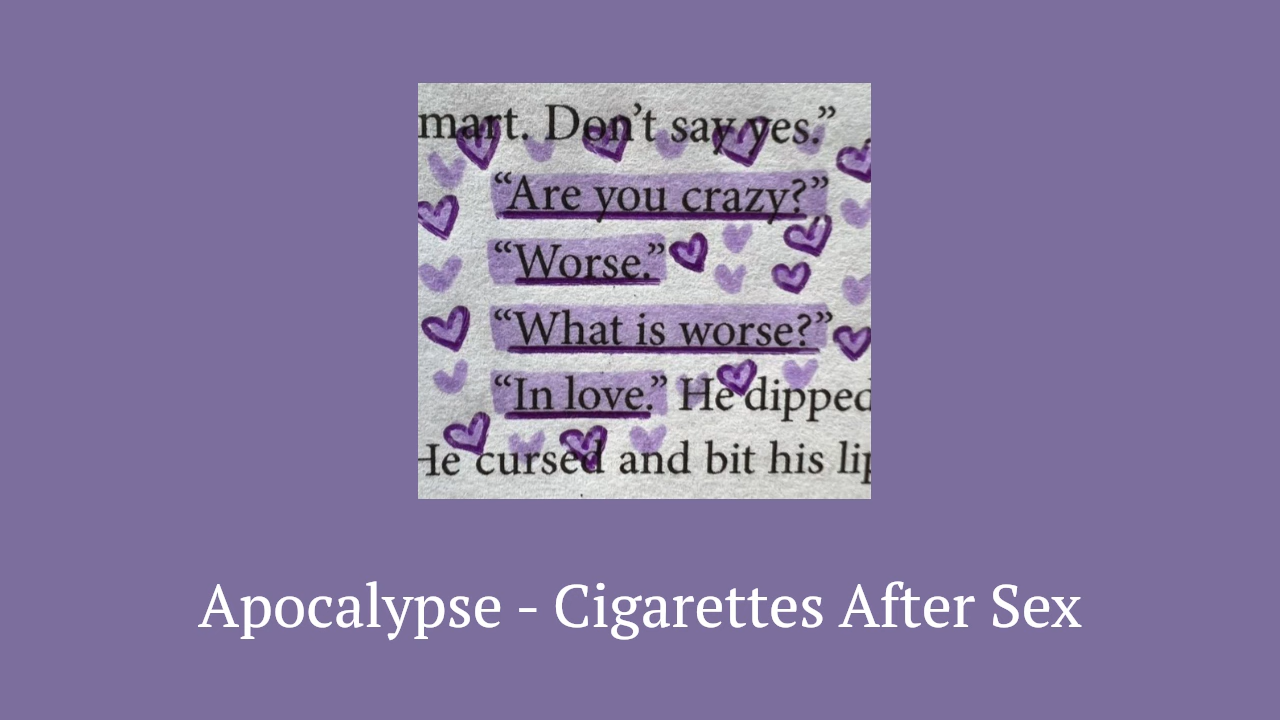 mart. Don’t say yes.”
“Are you crazy?”
“Worse.”
“What is worse?”
“In love.” He dipped
He cursed and bit his lip
Apocalypse - Cigarettes After Sex